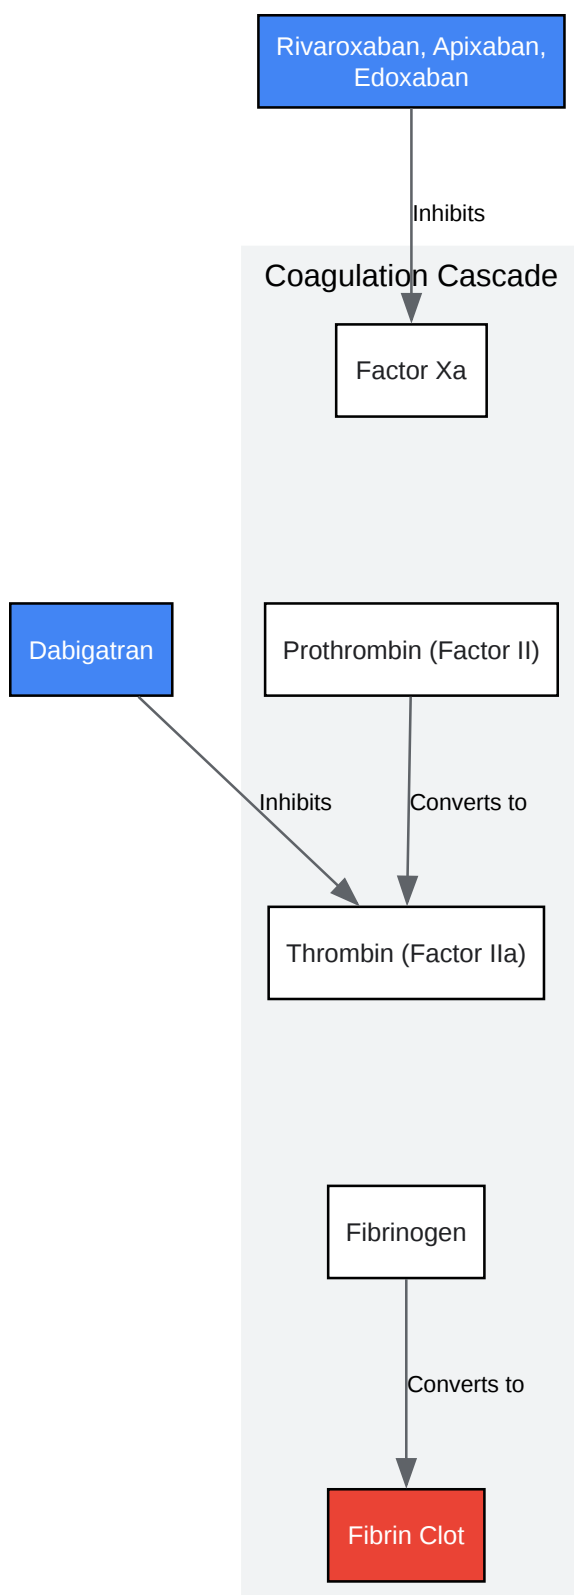 Rivaroxaban, Apixaban,
Edoxaban
Inhibits
Coagulation Cascade
Factor Xa
Dabigatran
Prothrombin (Factor II)
Inhibits
Converts to
Thrombin (Factor IIa)
Fibrinogen
Converts to
Fibrin Clot